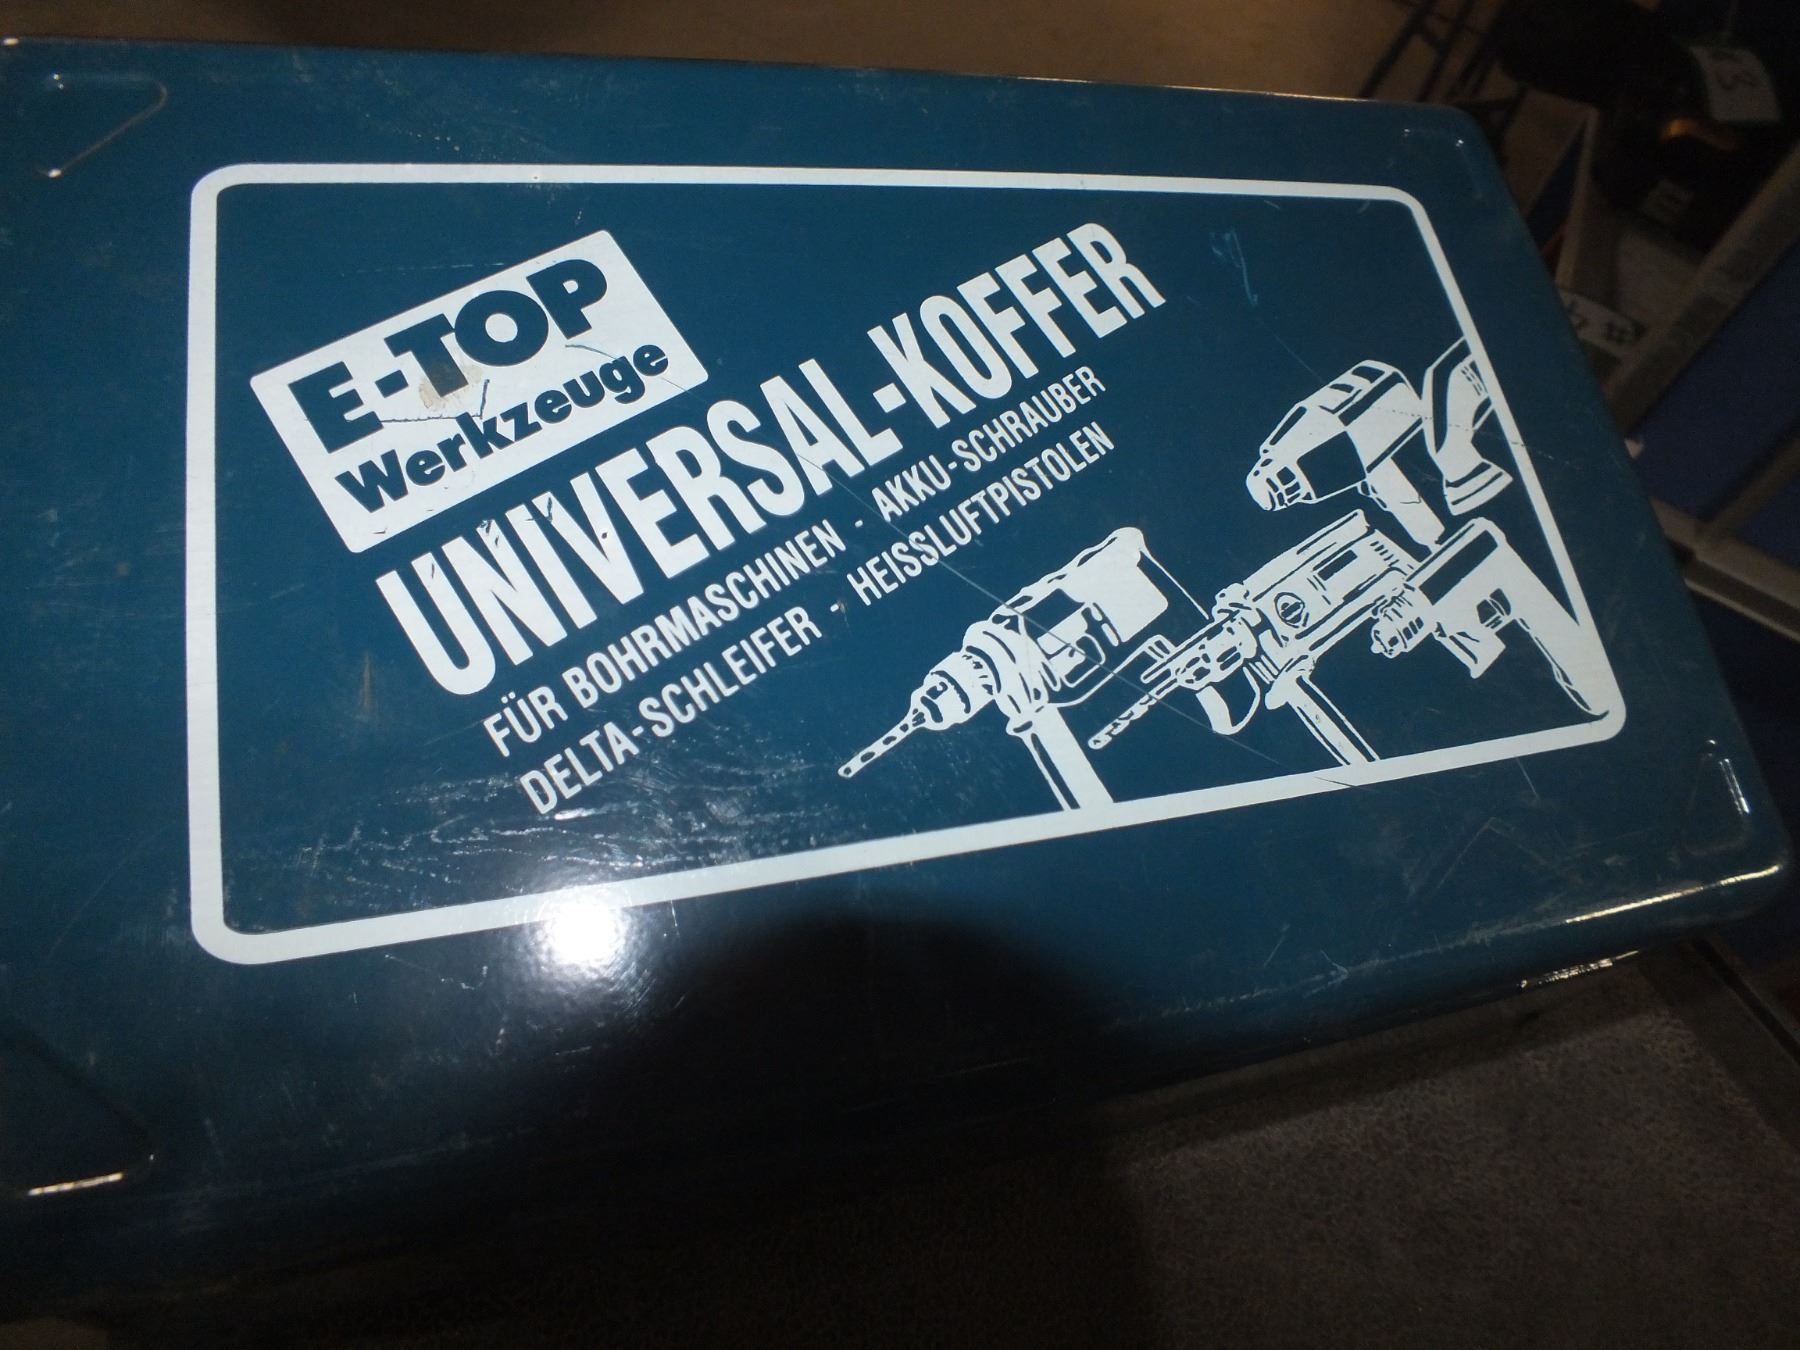 E-TOP
Werkzeuge
UNIVERSAL-KOFFER
FÜR BOHRMASCHINEN - AKKU-SCHRAUBER
DELTA-SCHLEIFER - HEISSLUFTPISTOLEN